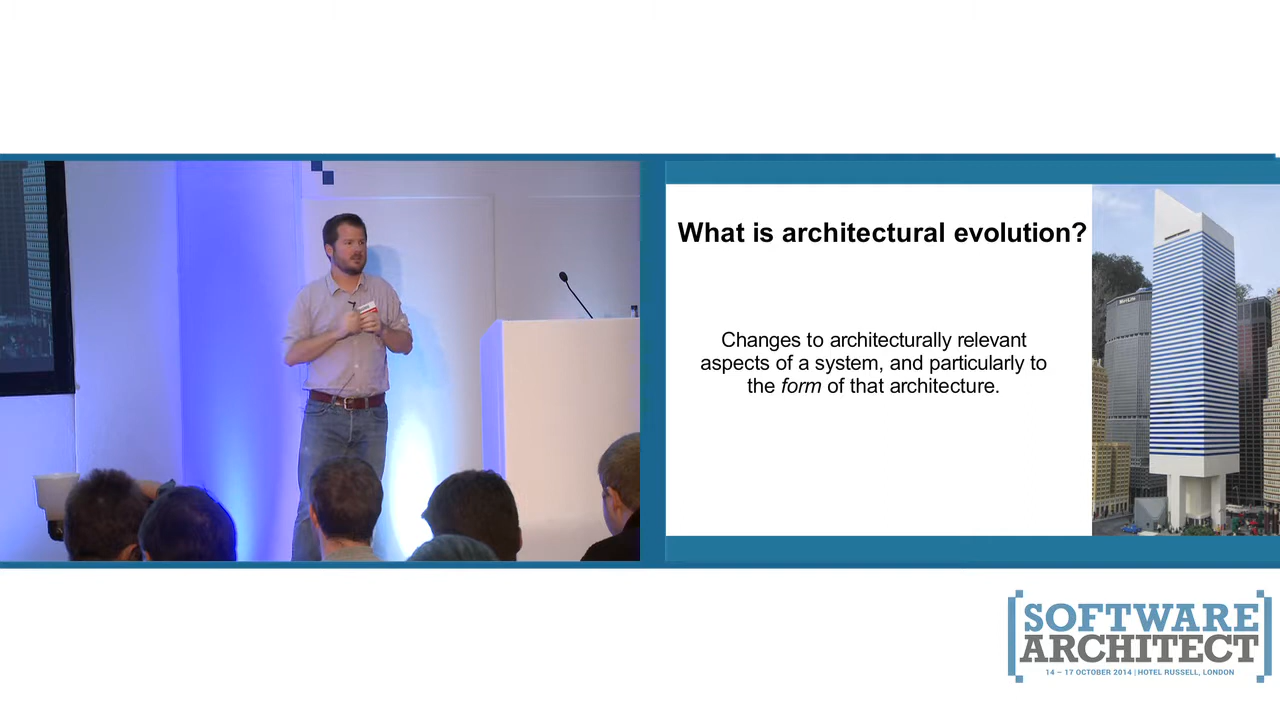 What is architectural evolution?
Changes to architecturally relevant
aspects of a system, and particularly to
the form of that architecture.
MetLife
SOFTWARE
ARCHITECT
14 – 17 OCTOBER 2014 | HOTEL RUSSELL, LONDON